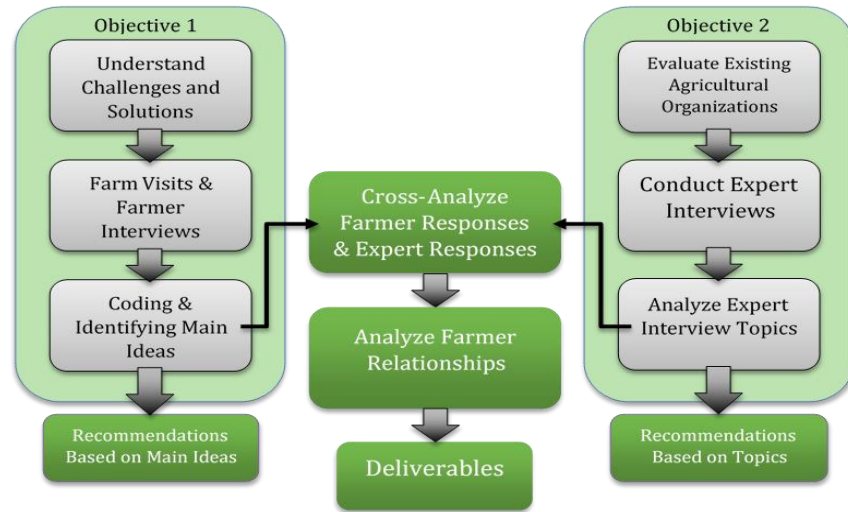 Objective 1
Understand
Challenges and
Solutions
Farm Visits &
Farmer
Interviews
Coding &
Identifying Main
Ideas
Recommendations
Based on Main Ideas
Cross-Analyze
Farmer Responses
& Expert Responses
Analyze Farmer
Relationships
Deliverables
Objective 2
Evaluate Existing
Agricultural
Organizations
Conduct Expert
Interviews
Analyze Expert
Interview Topics
Recommendations
Based on Topics